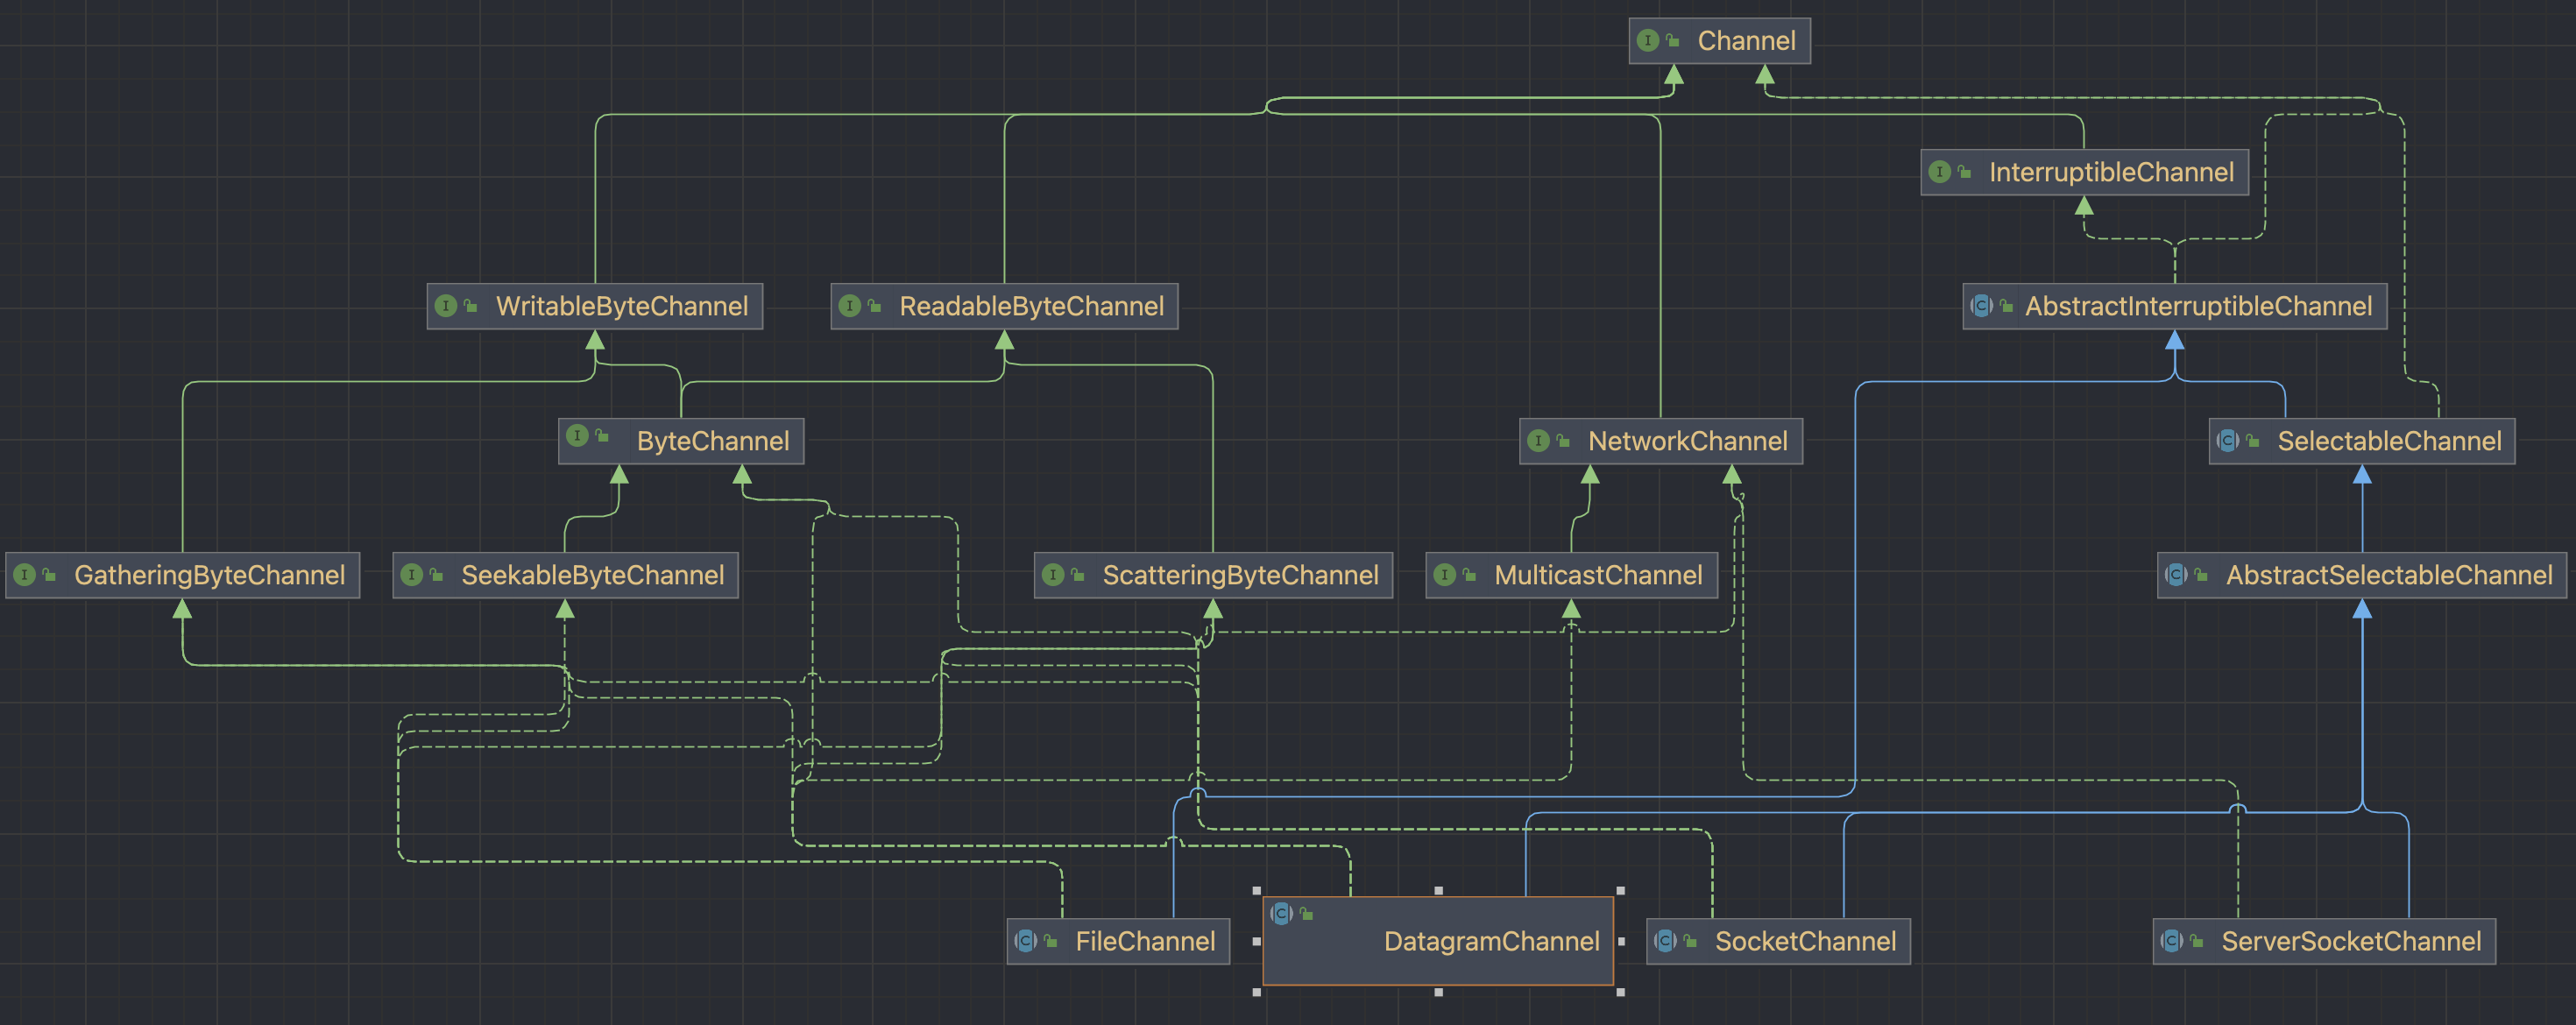 Channel
InterruptibleChannel
WritableByteChannel
ReadableByteChannel
AbstractInterruptibleChannel
ByteChannel
NetworkChannel
SelectableChannel
GatheringByteChannel
SeekableByteChannel
ScatteringByteChannel
MulticastChannel
AbstractSelectableChannel
FileChannel
DatagramChannel
SocketChannel
ServerSocketChannel